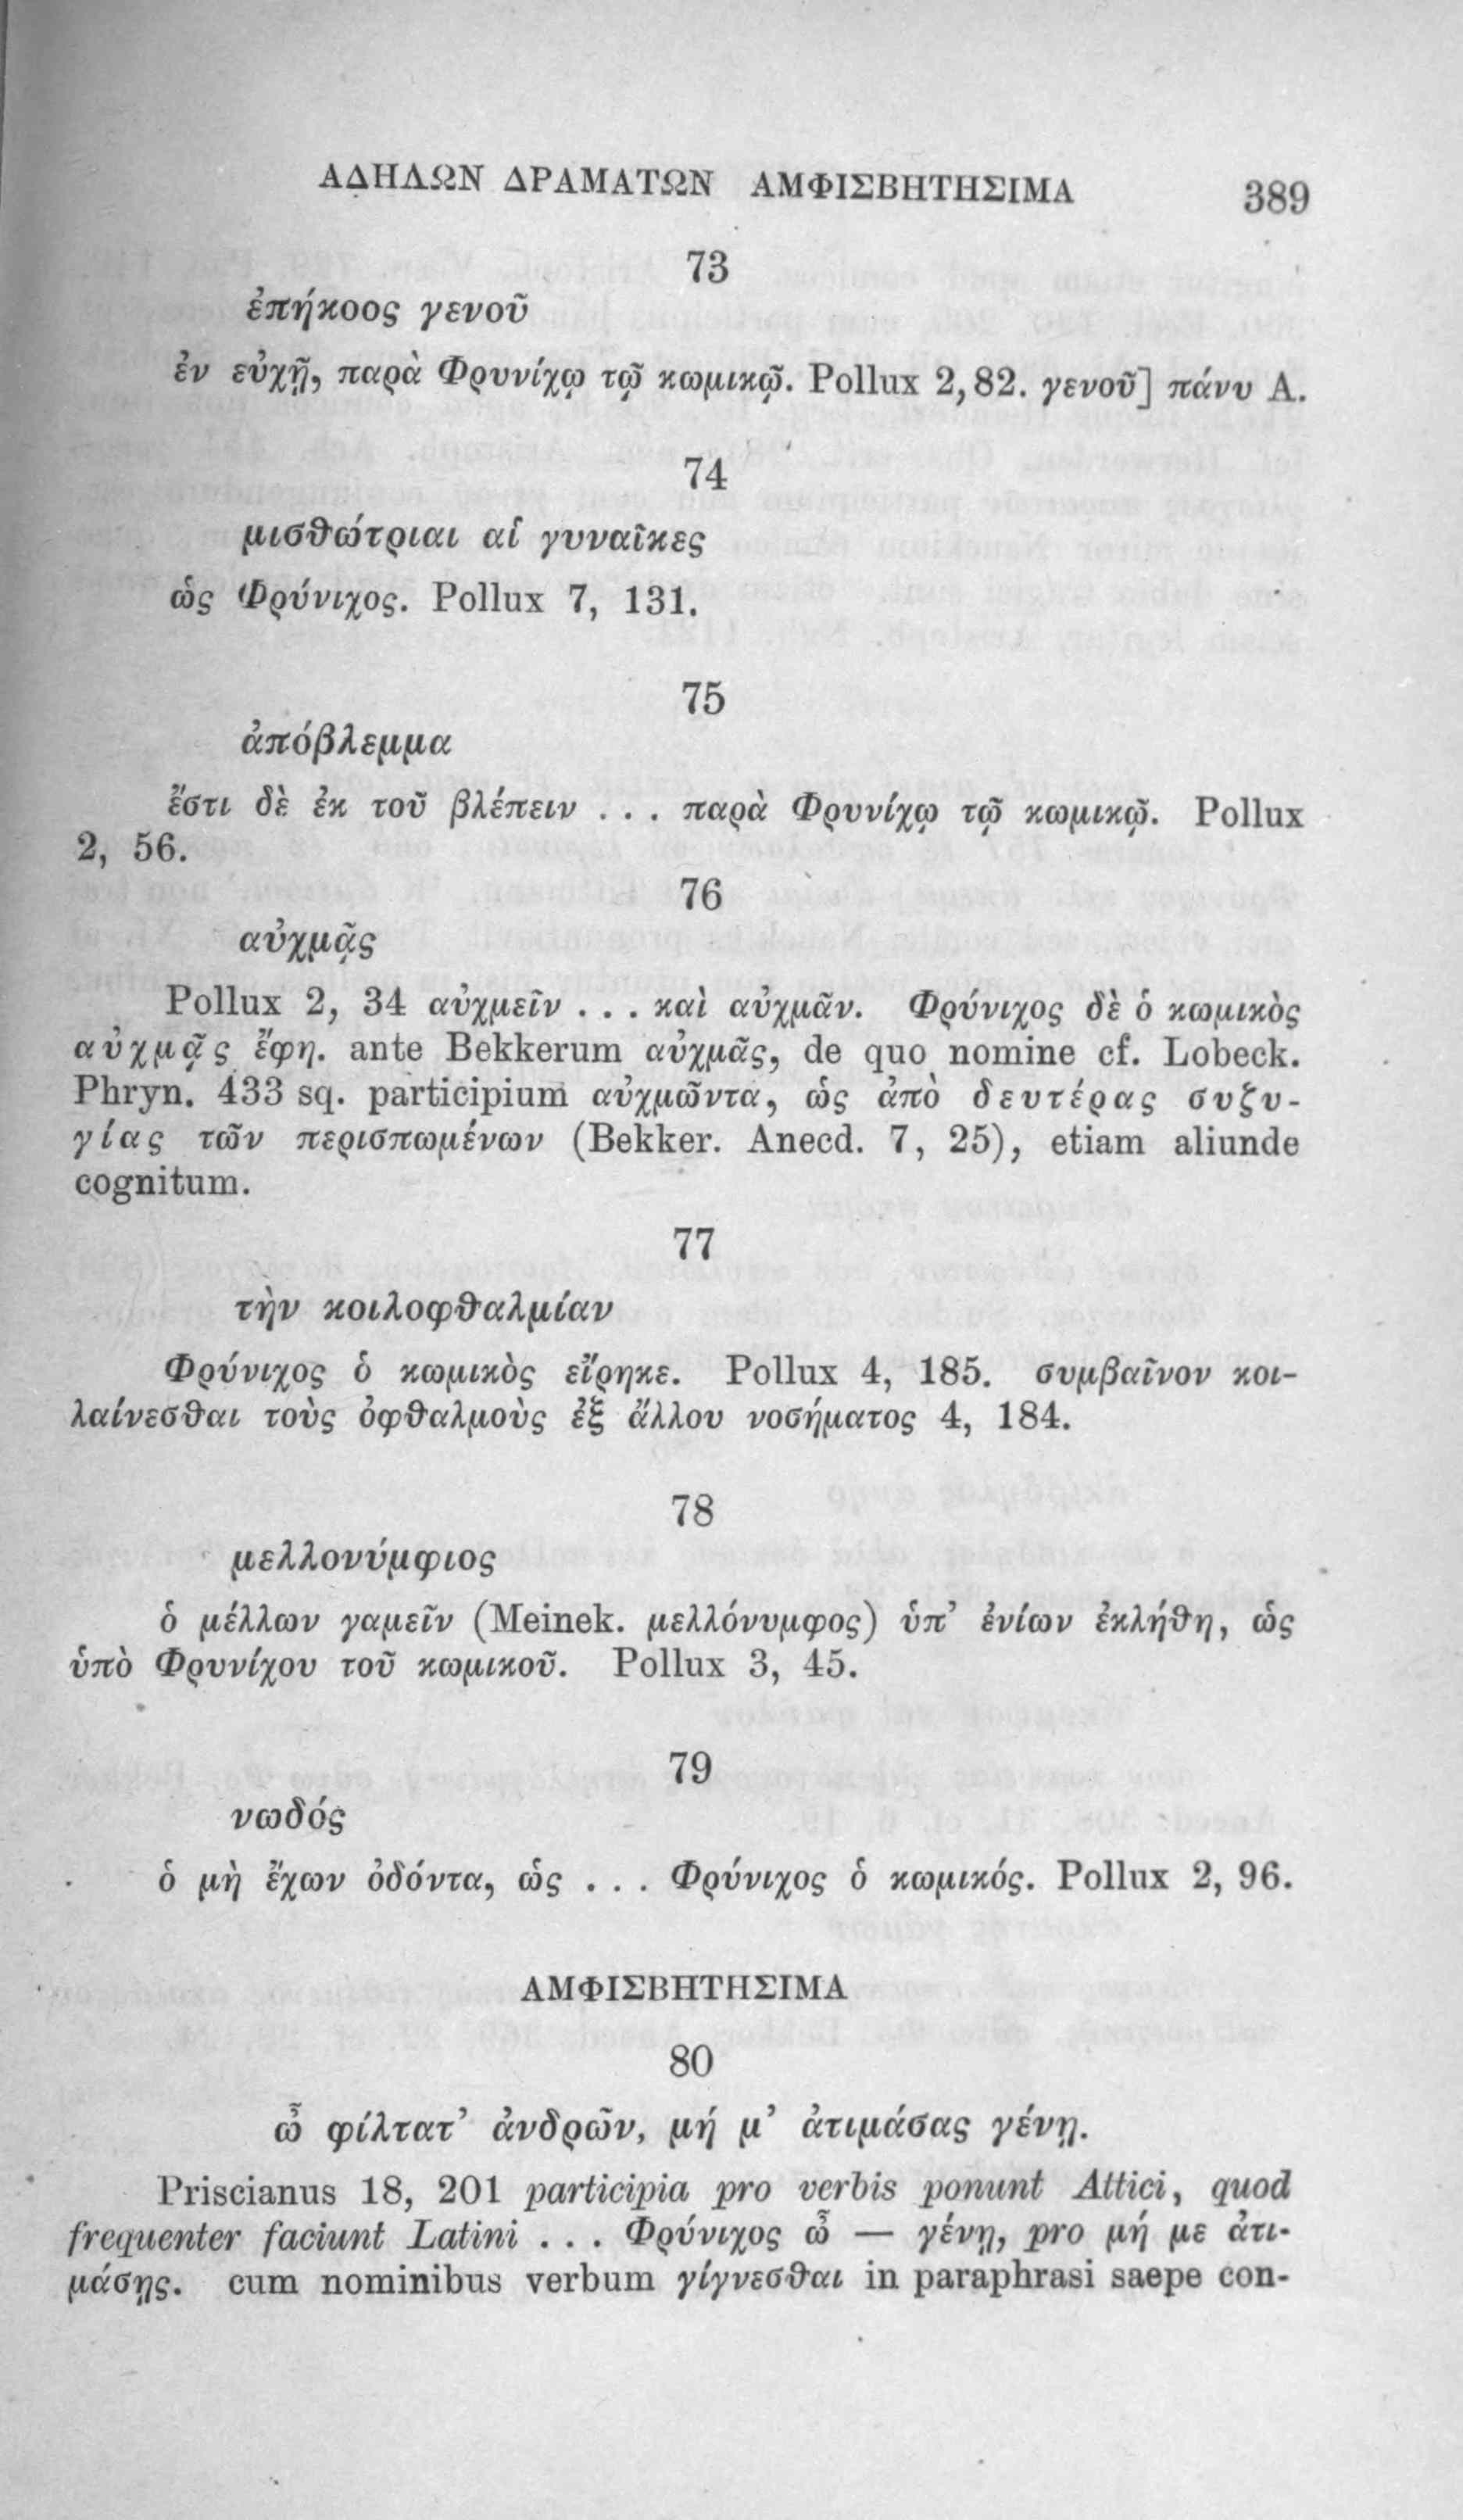 ΑΔΗΛΩΝ ΔΡΑΜΑΤΩΝ ΑΜΦΙΣΒΗΤΗΣΙΜΑ 389
73
ἐπήκοος γενοῦ
ἐν εὐχῇ, παρὰ Φρυνίχῳ τῷ κωμικῷ. Pollux 2, 82. γενοῦ] πάνυ A.
74
μισθώτριαι αἱ γυναῖκες
ὡς Φρύνιχος. Pollux 7, 131.
75
ἀπόβλεμμα
ἔστι δὲ ἐκ τοῦ βλέπειν . . . παρὰ Φρυνίχῳ τῷ κωμικῷ. Pollux
2, 56.
76
αὐχμᾷς
Pollux 2, 34 αὐχμεῖν . . . καὶ αὐχμᾶν. Φρύνιχος δὲ ὁ κωμικὸς
αὐχμᾷς ἔφη. ante Bekkerum αὐχμᾶς, de quo nomine cf. Lobeck.
Phryn. 433 sq. participium αὐχμῶντα, ὡς ἀπὸ δευτέρας συζυ-
γίας τῶν περισπωμένων (Bekker. Anecd. 7, 25), etiam aliunde
cognitum.
77
τὴν κοιλοφθαλμίαν
Φρύνιχος ὁ κωμικὸς εἴρηκε. Pollux 4, 185. συμβαῖνον κοι-
λαίνεσθαι τοὺς ὀφθαλμοὺς ἐξ ἄλλου νοσήματος 4, 184.
78
μελλονύμφιος
ὁ μέλλων γαμεῖν (Meinek. μελλόνυμφος) ὑπ’ ἐνίων ἐκλήθη, ὡς
ὑπὸ Φρυνίχου τοῦ κωμικοῦ. Pollux 3, 45.
79
νωδός
ὁ μὴ ἔχων ὀδόντα, ὡς . . . Φρύνιχος ὁ κωμικός. Pollux 2, 96.
ΑΜΦΙΣΒΗΤΗΣΙΜΑ
80
ὦ φίλτατ’ ἀνδρῶν, μή μ’ ἀτιμάσας γένῃ.
Priscianus 18, 201 participia pro verbis ponunt Attici, quod
frequenter faciunt Latini . . . Φρύνιχος ὦ — γένῃ, pro μή με ἀτι-
μάσῃς. cum nominibus verbum γίγνεσθαι in paraphrasi saepe con-